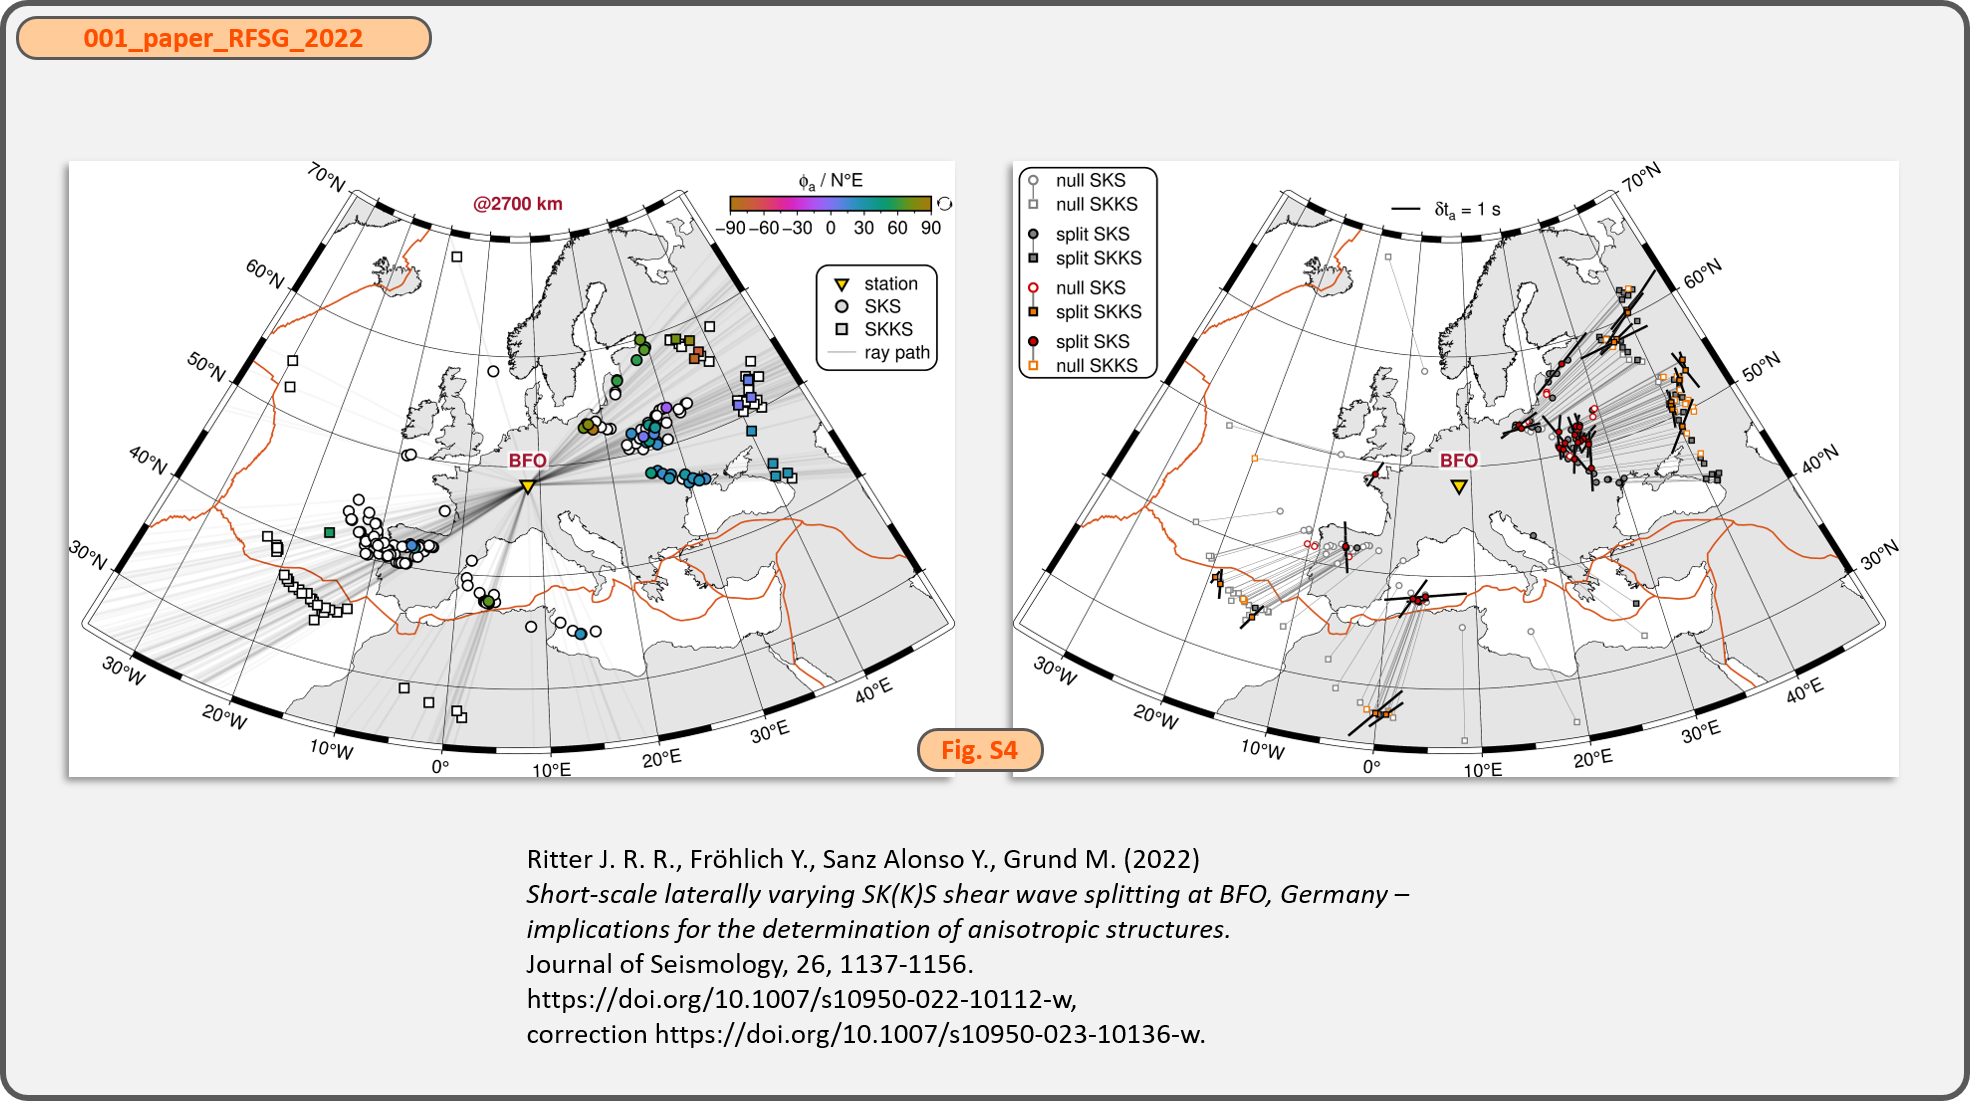 001_paper_RFSG_2022
@2700 km
ϕa / N°E
−90 −60 −30 0 30 60 90
station
SKS
SKKS
ray path
BFO
70°N
60°N
50°N
40°N
30°N
30°W
20°W
10°W
0°
10°E
20°E
30°E
40°E
null SKS
null SKKS
split SKS
split SKKS
null SKS
split SKKS
split SKS
null SKKS
δta = 1 s
BFO
70°N
60°N
50°N
40°N
30°N
30°W
20°W
10°W
0°
10°E
20°E
30°E
40°E
Fig. S4
Ritter J. R. R., Fröhlich Y., Sanz Alonso Y., Grund M. (2022)
Short-scale laterally varying SK(K)S shear wave splitting at BFO, Germany –
implications for the determination of anisotropic structures.
Journal of Seismology, 26, 1137-1156.
https://doi.org/10.1007/s10950-022-10112-w,
correction https://doi.org/10.1007/s10950-023-10136-w.